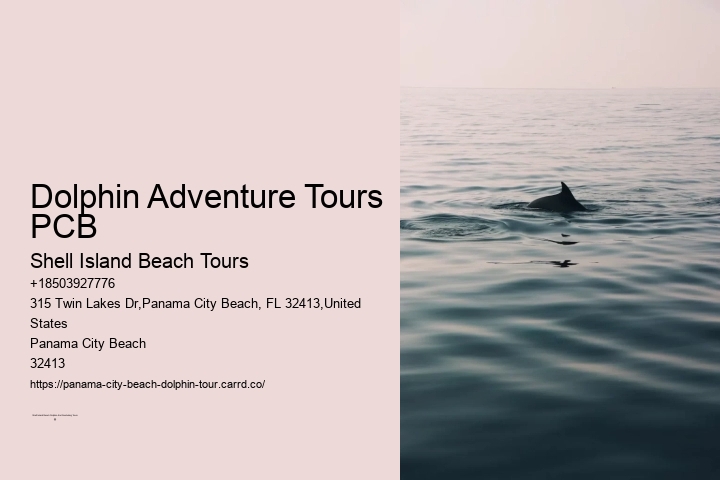 Dolphin Adventure Tours
PCB
Shell Island Beach Tours
+18503927776
315 Twin Lakes Dr,Panama City Beach, FL 32413,United
States
Panama City Beach
32413
https://panama-city-beach-dolphin-tour.carrd.co/